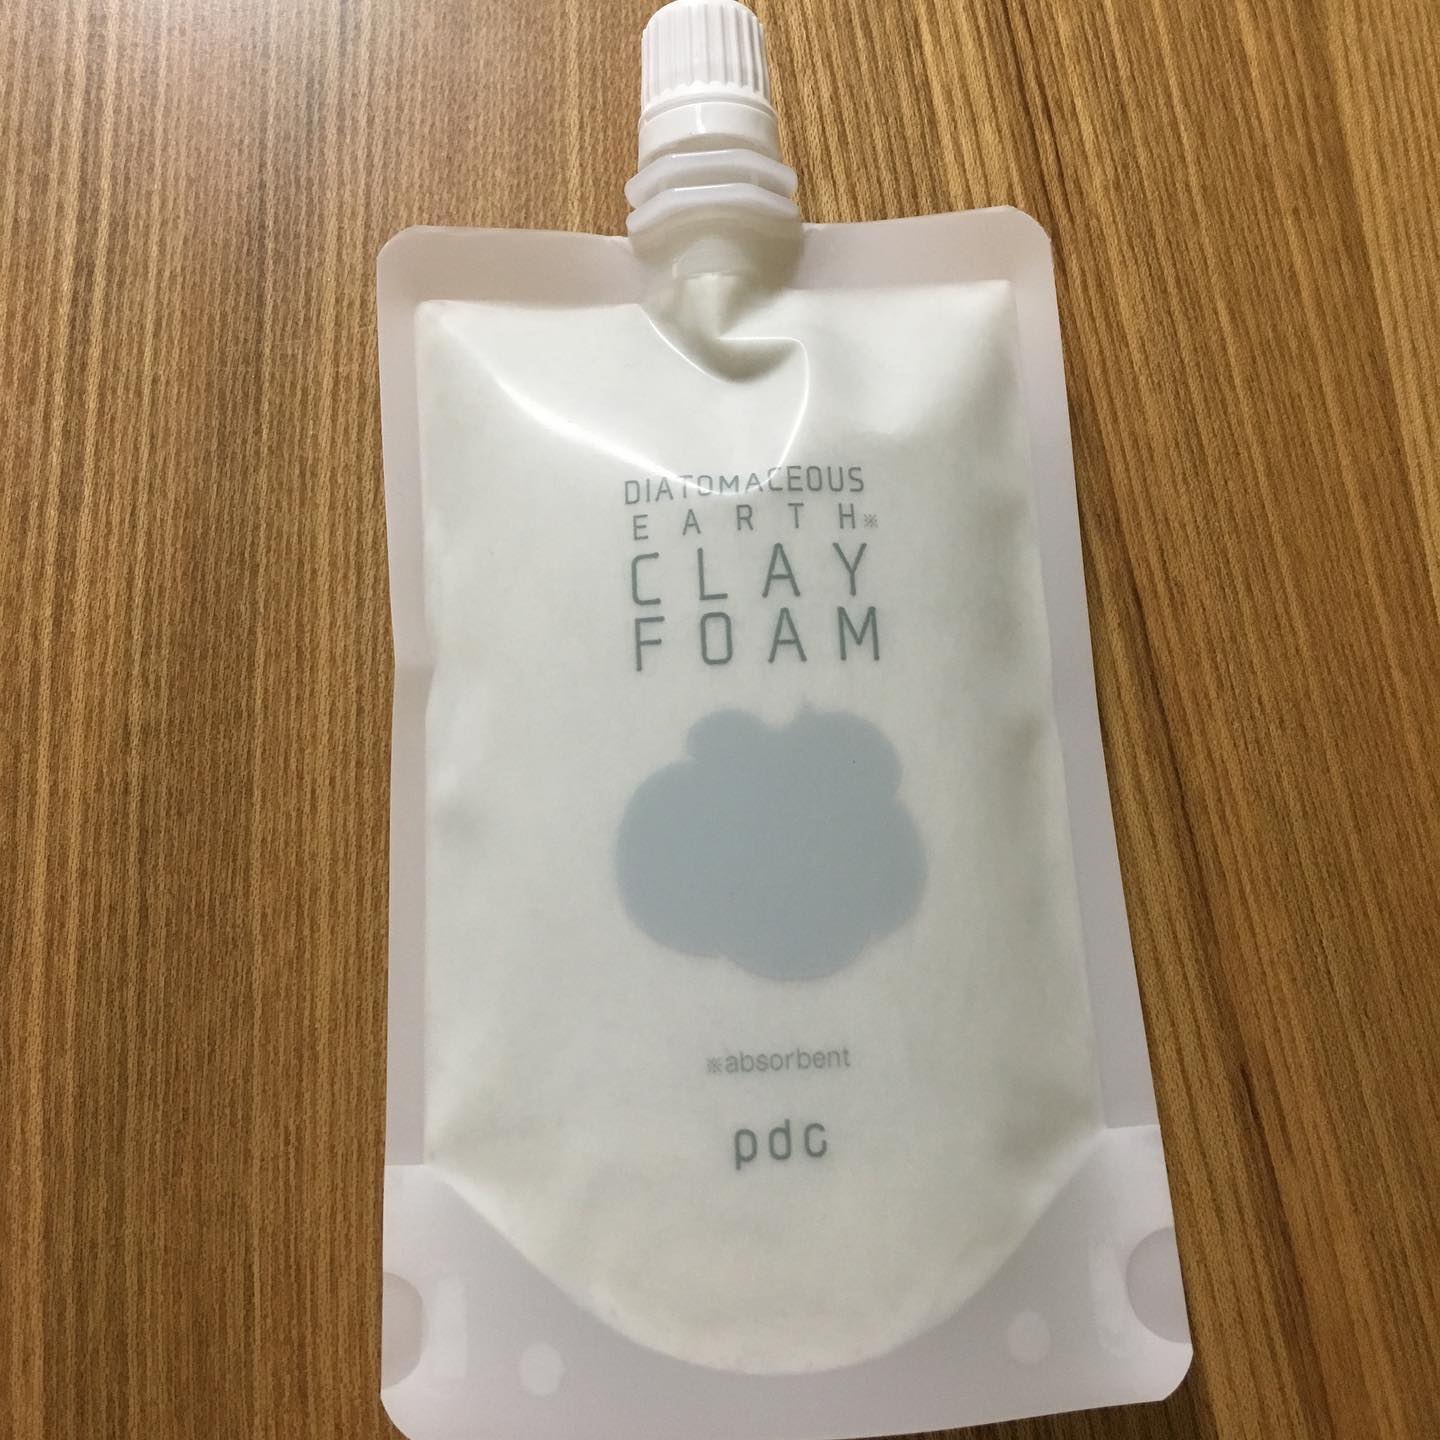 DIATOMACEOUS
EARTH※
CLAY
FOAM
※absorbent
pdc